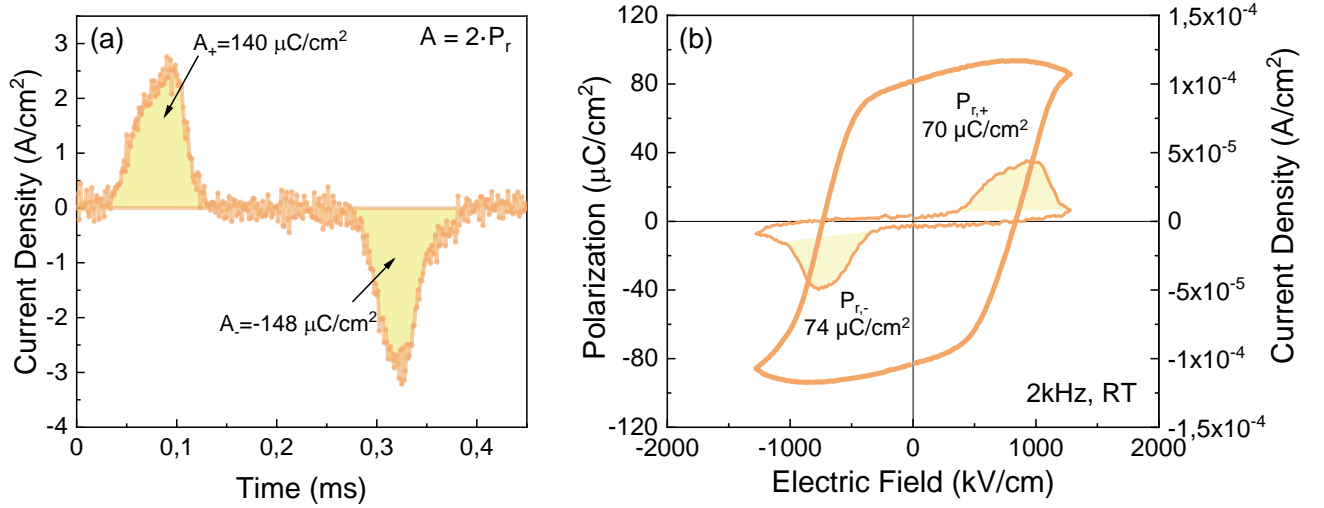 (a)
A₊=140 μC/cm²
A = 2·Pᵣ
A₋=-148 μC/cm²
Current Density (A/cm²)
3
2
1
0
-1
-2
-3
-4
0
0,1
0,2
0,3
0,4
Time (ms)
(b)
Pᵣ,₊
70 μC/cm²
Pᵣ,₋
74 μC/cm²
2kHz, RT
Polarization (μC/cm²)
120
80
40
0
-40
-80
-120
-2000
-1000
0
1000
2000
Electric Field (kV/cm)
1,5x10⁻⁴
1x10⁻⁴
5x10⁻⁵
0
-5x10⁻⁵
-1x10⁻⁴
-1,5x10⁻⁴
Current Density (A/cm²)